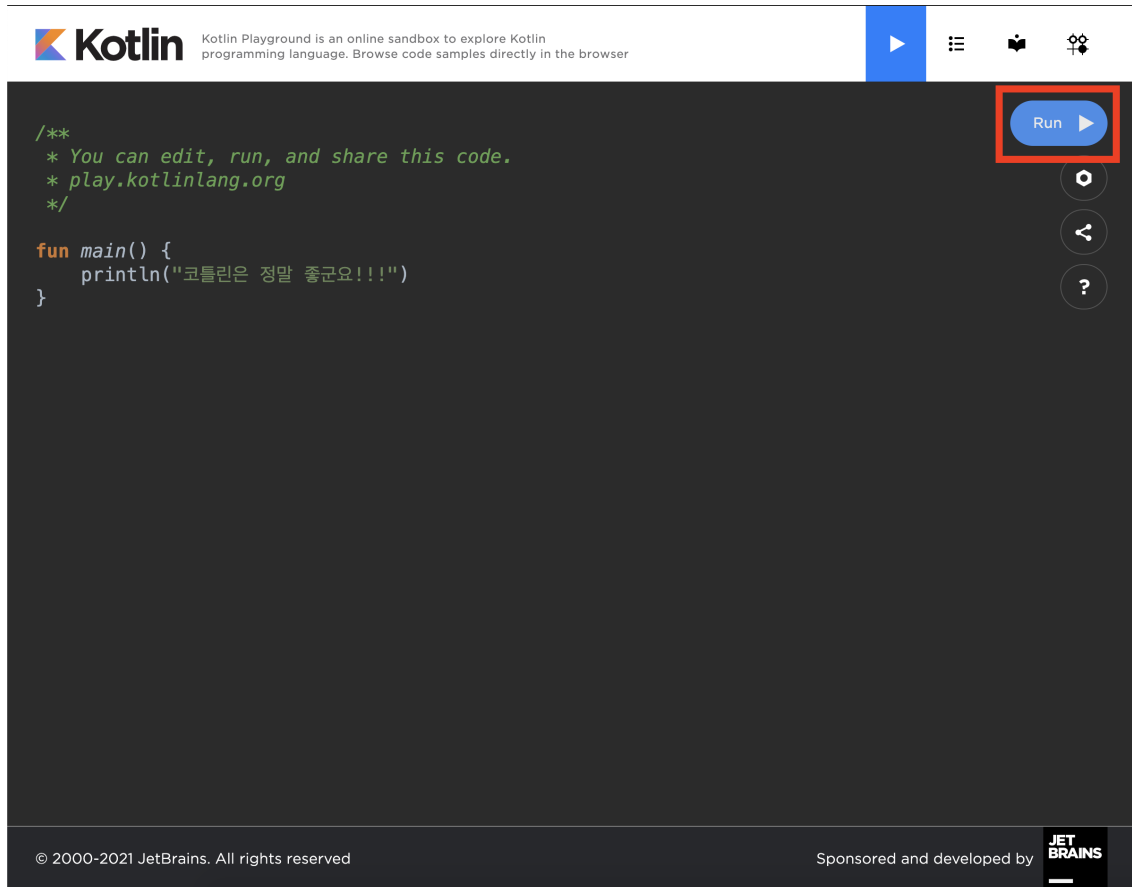 Kotlin
Kotlin Playground is an online sandbox to explore Kotlin
programming language. Browse code samples directly in the browser
Run
/**
 * You can edit, run, and share this code.
 * play.kotlinlang.org
 */
fun main() {
    println("코틀린은 정말 좋군요!!!")
}
?
© 2000-2021 JetBrains. All rights reserved
Sponsored and developed by
JET
BRAINS